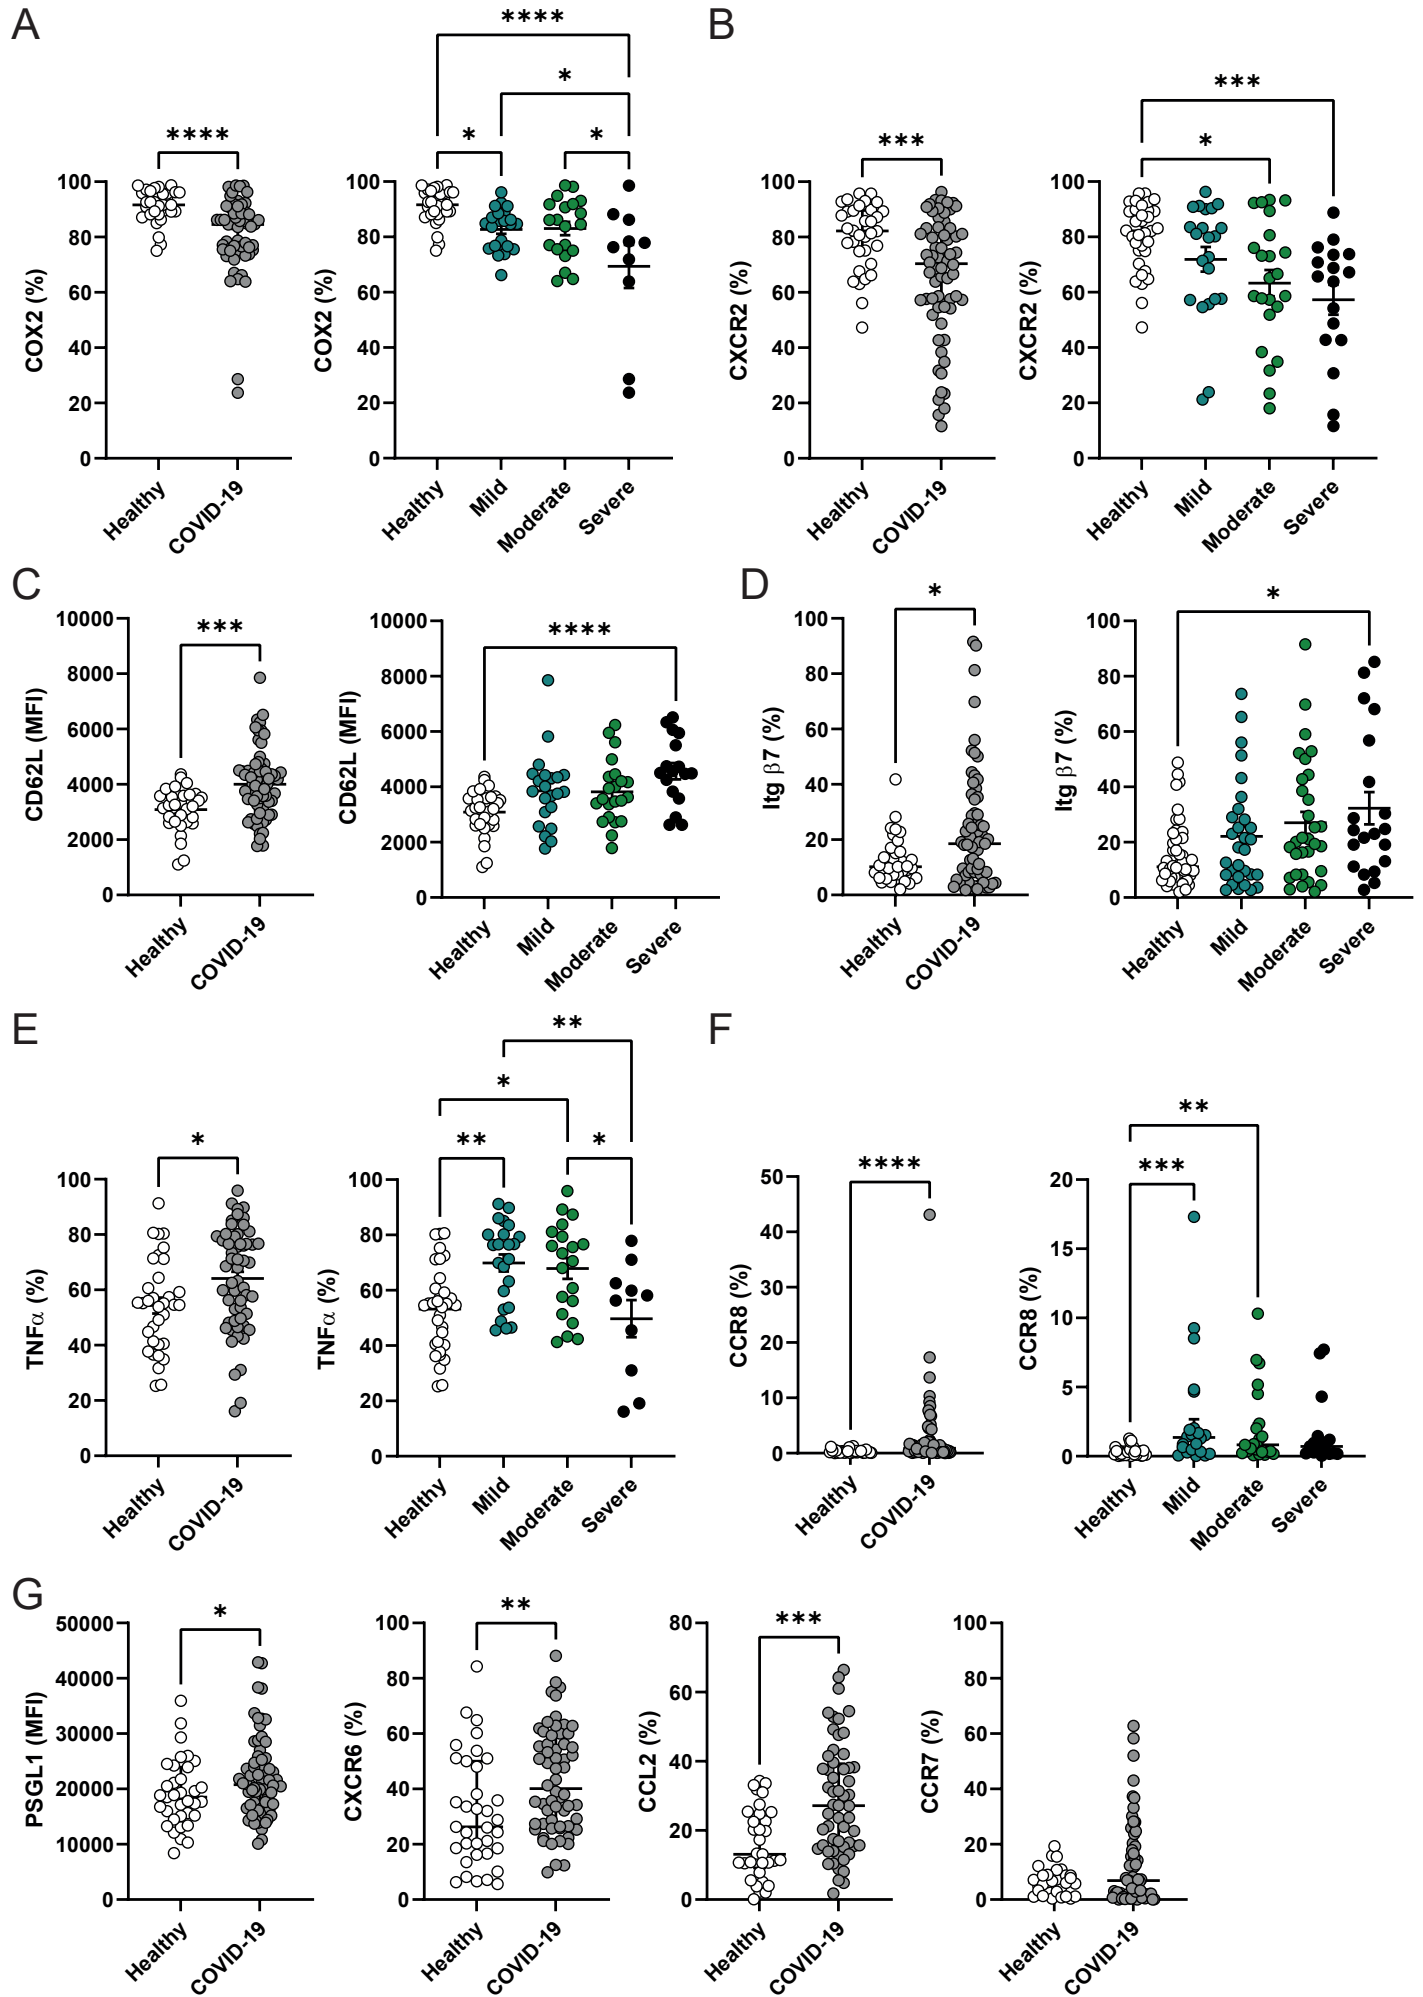 A
B
****
*
***
****
*
*
***
*
COX2 (%)
100
80
60
40
20
0
Healthy
COVID-19
COX2 (%)
100
80
60
40
20
0
Healthy
Mild
Moderate
Severe
CXCR2 (%)
100
80
60
40
20
0
Healthy
COVID-19
CXCR2 (%)
100
80
60
40
20
0
Healthy
Mild
Moderate
Severe
C
D
***
****
*
*
CD62L (MFI)
10000
8000
6000
4000
2000
0
Healthy
COVID-19
CD62L (MFI)
10000
8000
6000
4000
2000
0
Healthy
Mild
Moderate
Severe
Itg β7 (%)
100
80
60
40
20
0
Healthy
COVID-19
Itg β7 (%)
100
80
60
40
20
0
Healthy
Mild
Moderate
Severe
E
F
**
*
*
**
*
****
**
***
TNFα (%)
100
80
60
40
20
0
Healthy
COVID-19
TNFα (%)
100
80
60
40
20
0
Healthy
Mild
Moderate
Severe
CCR8 (%)
50
40
30
20
10
0
Healthy
COVID-19
CCR8 (%)
20
15
10
5
0
Healthy
Mild
Moderate
Severe
G
*
**
***
PSGL1 (MFI)
50000
40000
30000
20000
10000
0
Healthy
COVID-19
CXCR6 (%)
100
80
60
40
20
0
Healthy
COVID-19
CCL2 (%)
80
60
40
20
0
Healthy
COVID-19
CCR7 (%)
100
80
60
40
20
0
Healthy
COVID-19